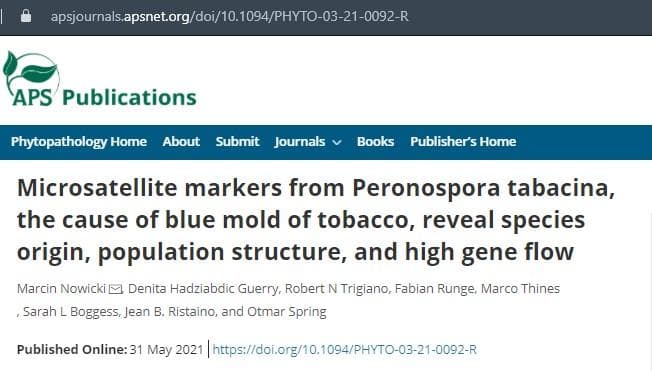 apsjournals.apsnet.org/doi/10.1094/PHYTO-03-21-0092-R
APS Publications
Phytopathology Home About Submit Journals Books Publisher's Home
Microsatellite markers from Peronospora tabacina,
the cause of blue mold of tobacco, reveal species
origin, population structure, and high gene flow
Marcin Nowicki , Denita Hadziabdic Guerry, Robert N Trigiano, Fabian Runge, Marco Thines
, Sarah L Boggess, Jean B. Ristaino, and Otmar Spring
Published Online: 31 May 2021 | https://doi.org/10.1094/PHYTO-03-21-0092-R